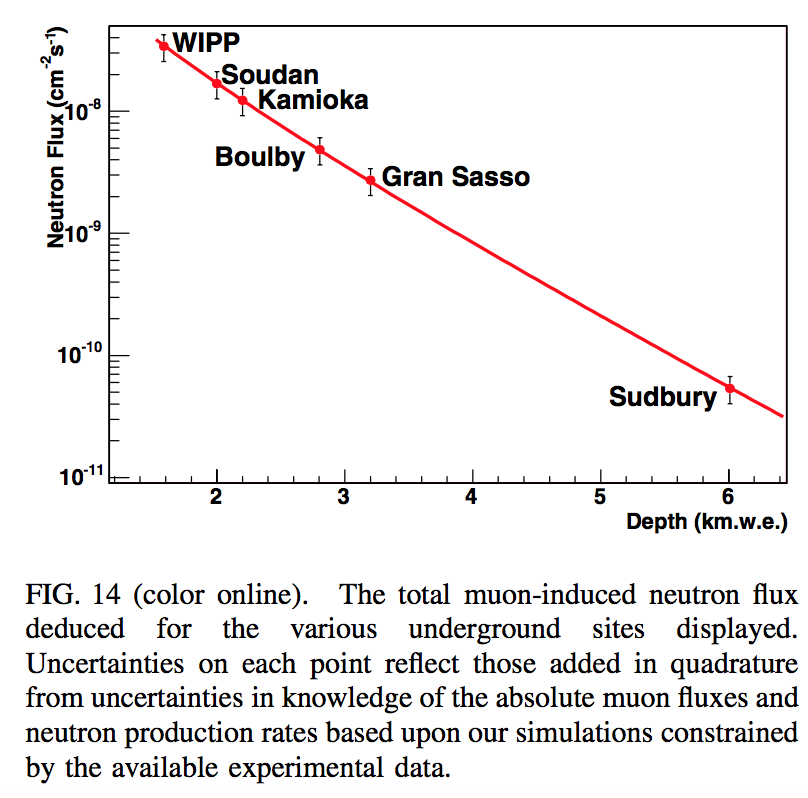 WIPP
Soudan
Kamioka
Boulby
Gran Sasso
Sudbury
Neutron Flux (cm⁻²s⁻¹)
10⁻⁸
10⁻⁹
10⁻¹⁰
10⁻¹¹
2 3 4 5 6
Depth (km.w.e.)
FIG. 14 (color online). The total muon-induced neutron flux
deduced for the various underground sites displayed.
Uncertainties on each point reflect those added in quadrature
from uncertainties in knowledge of the absolute muon fluxes and
neutron production rates based upon our simulations constrained
by the available experimental data.